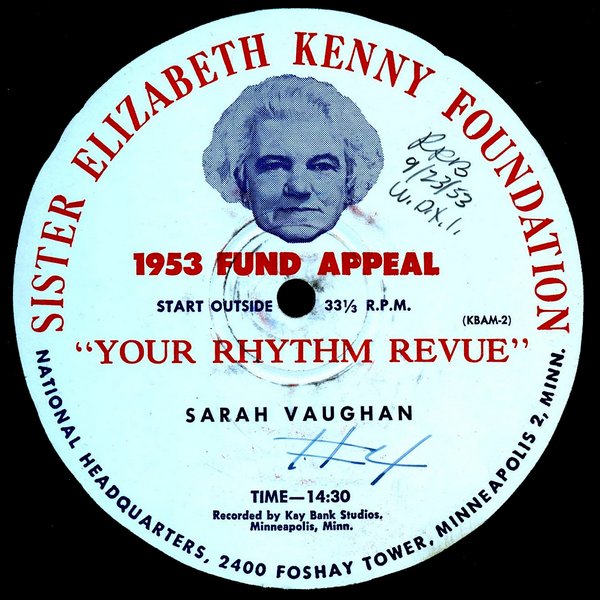 SISTER ELIZABETH KENNY FOUNDATION
RRB
9/23/53
W.D.X.I.
1953 FUND APPEAL
START OUTSIDE 33⅓ R.P.M.
(KBAM-2)
“YOUR RHYTHM REVUE”
SARAH VAUGHAN
#4
TIME—14:30
Recorded by Kay Bank Studios,
Minneapolis, Minn.
NATIONAL HEADQUARTERS, 2400 FOSHAY TOWER, MINNEAPOLIS 2, MINN.